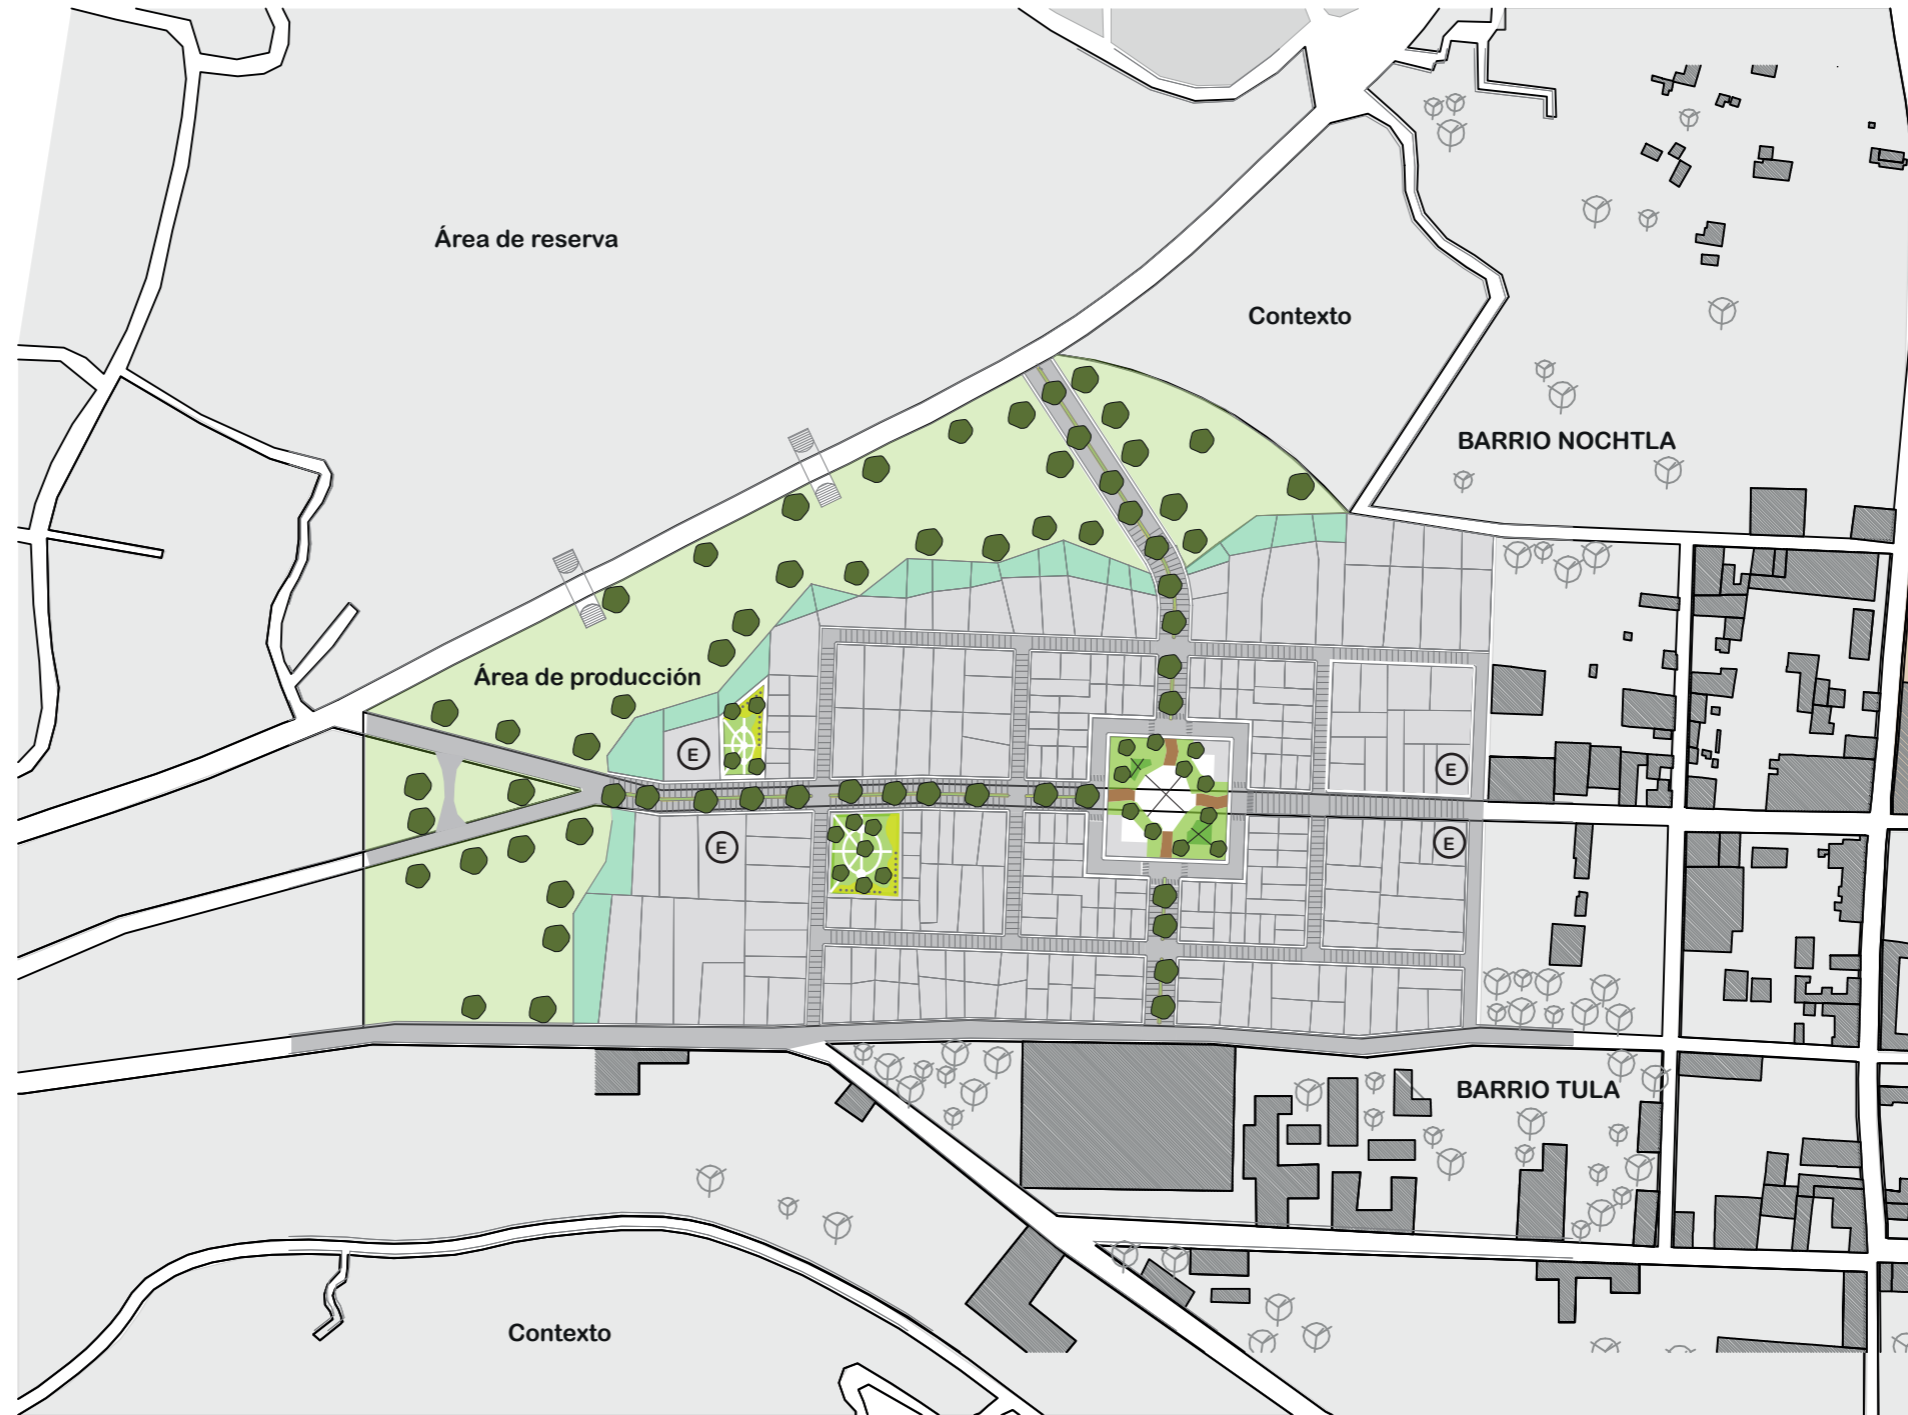 Área de reserva
Contexto
BARRIO NOCHTLA
Área de producción
E
E
E
E
BARRIO TULA
Contexto